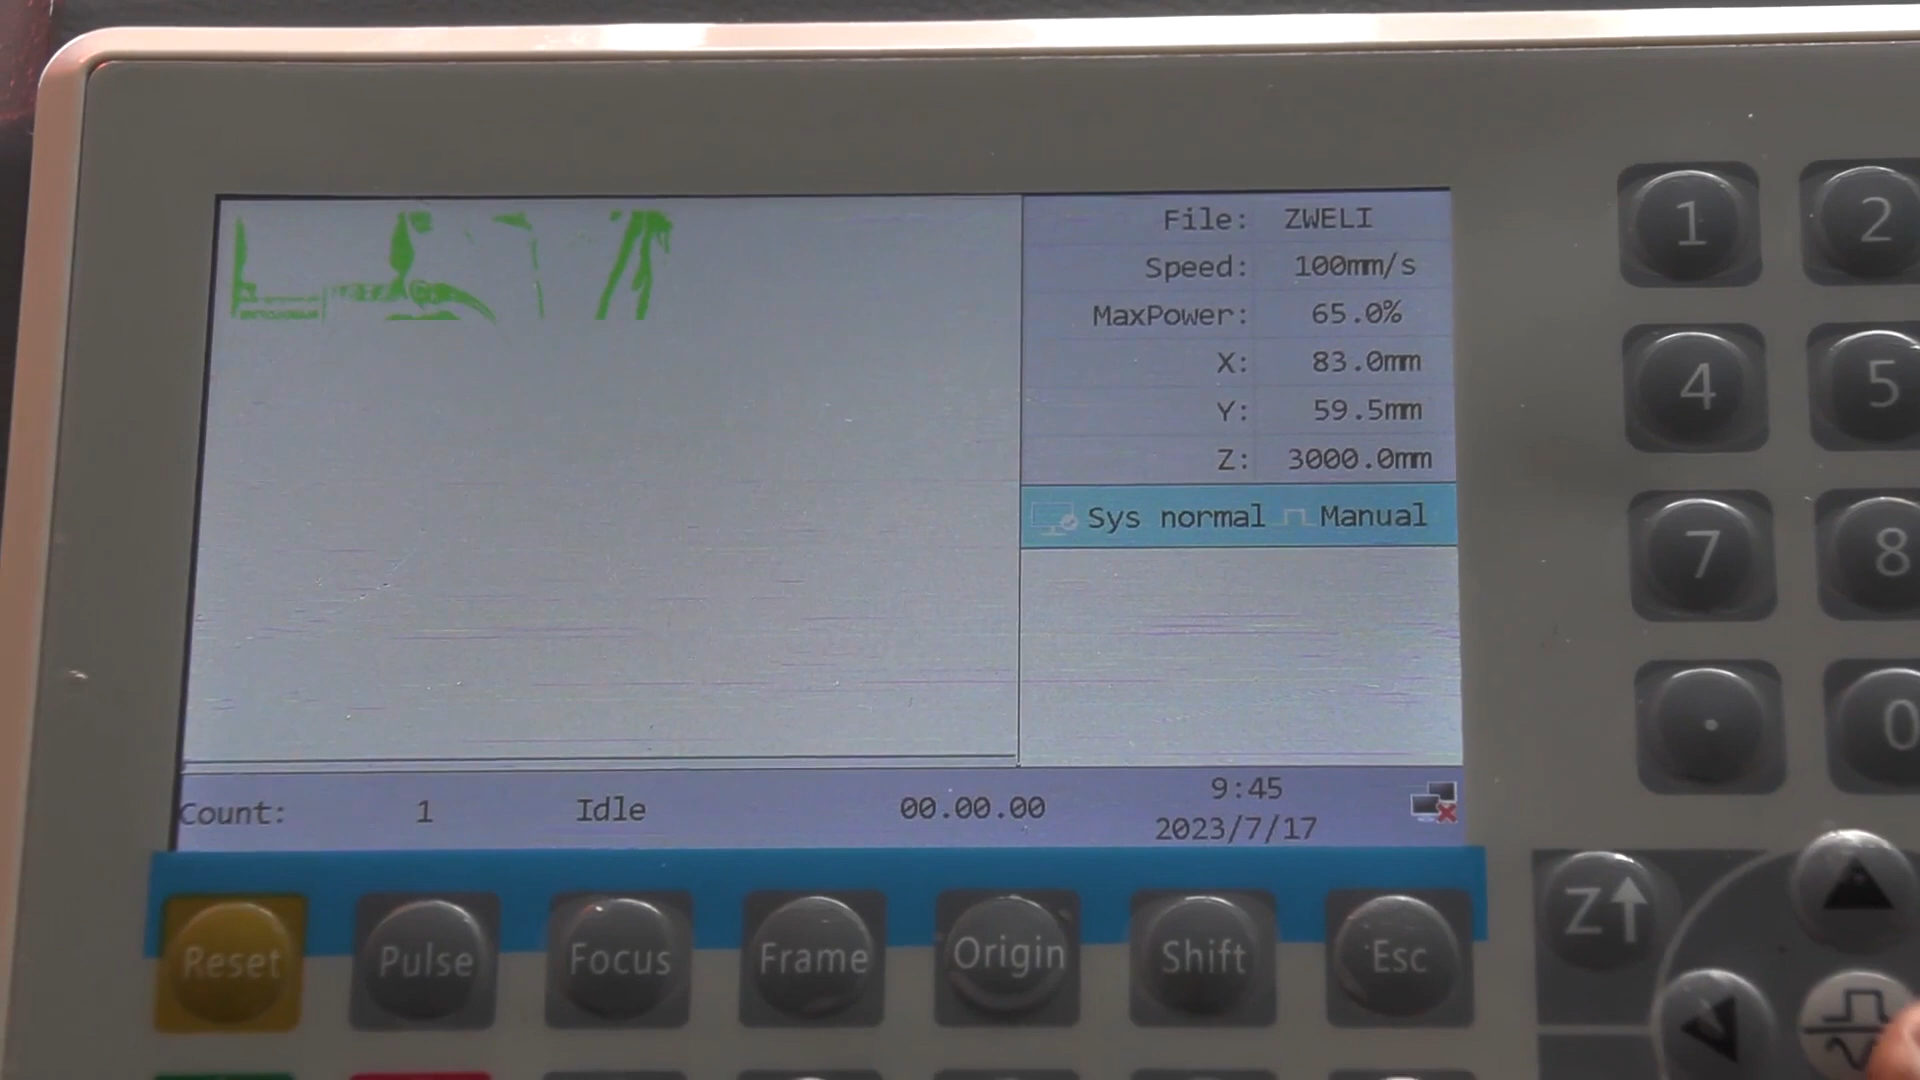 File: ZWELI
Speed: 100mm/s
MaxPower: 65.0%
X: 83.0mm
Y: 59.5mm
Z: 3000.0mm
Sys normal Manual
Count: 1 Idle 00.00.00 9:45
2023/7/17
1 2
4 5
7 8
. 0
Reset Pulse Focus Frame Origin Shift Esc
Z↑